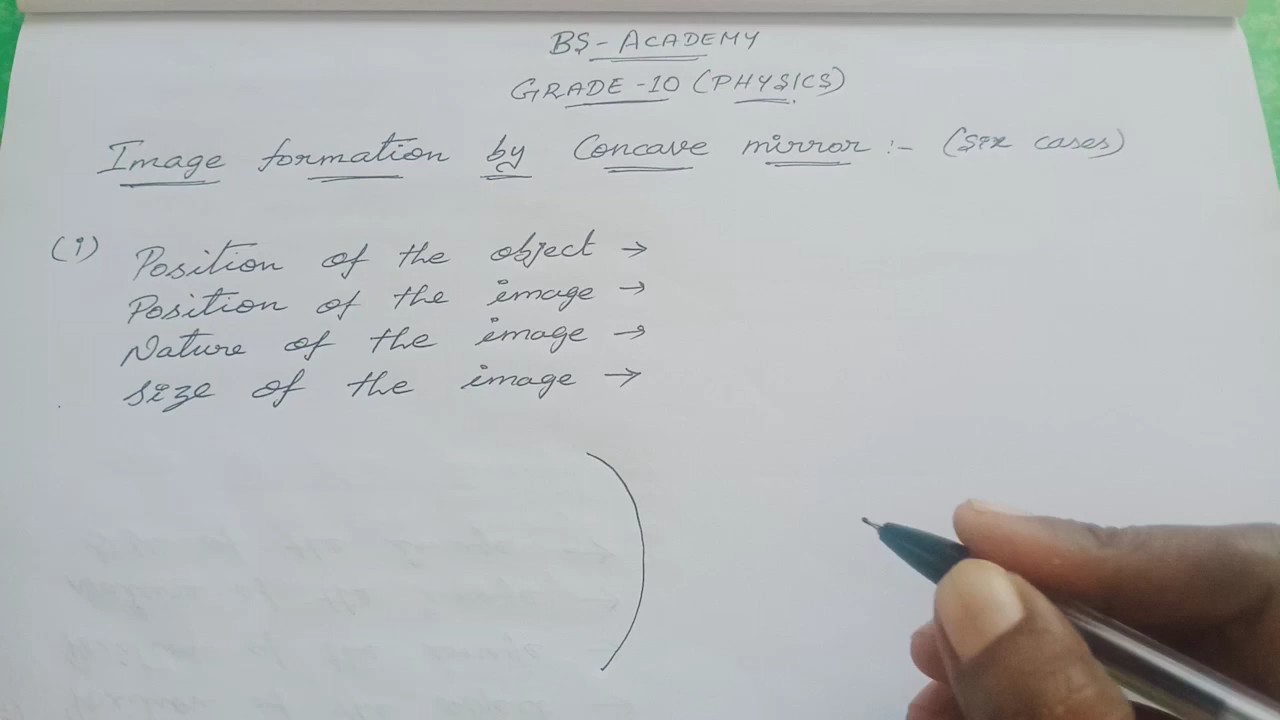 BS-ACADEMY
GRADE-10 (PHYSICS)
Image formation by Concave mirror :- (Six cases)
(i) Position of the object →
Position of the image →
Nature of the image →
Size of the image →